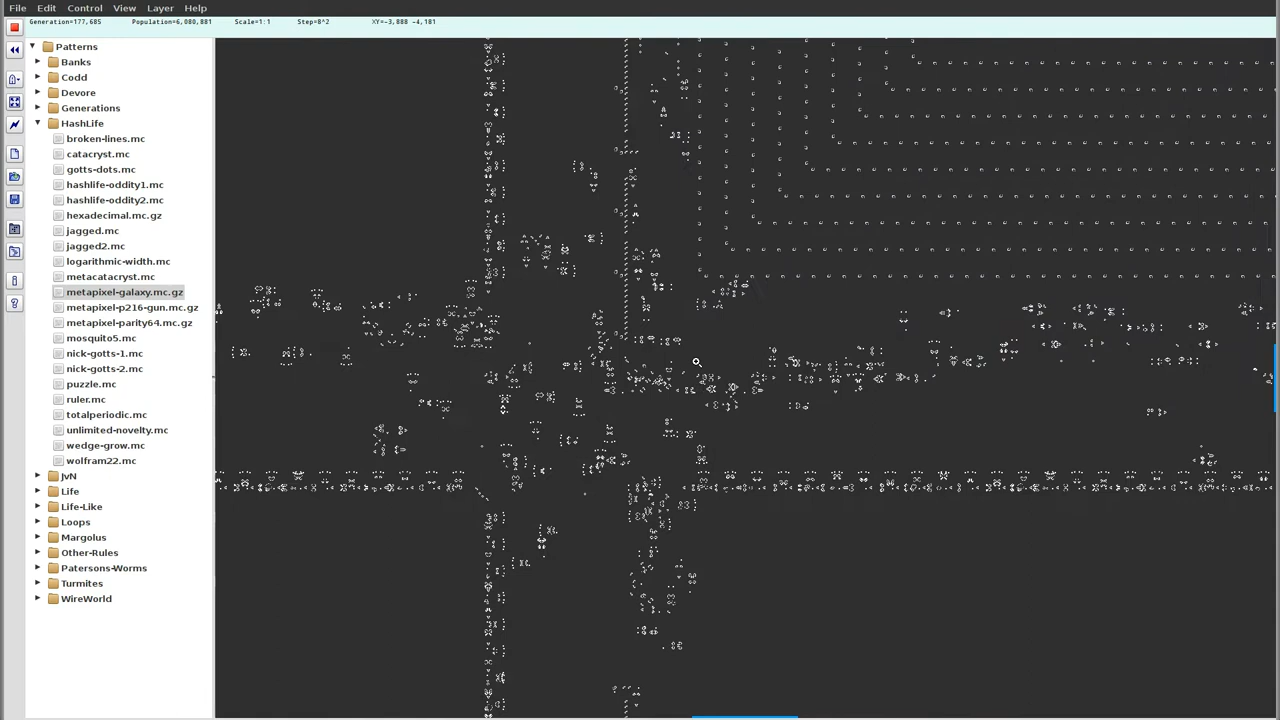 File Edit Control View Layer Help
Generation=177,685 Population=6,080,881 Scale=1:1 Step=8^2 XY=-3,888 -4,181
Patterns
Banks
Codd
Devore
Generations
HashLife
broken-lines.mc
catacryst.mc
gotts-dots.mc
hashlife-oddity1.mc
hashlife-oddity2.mc
hexadecimal.mc.gz
jagged.mc
jagged2.mc
logarithmic-width.mc
metacatacryst.mc
metapixel-galaxy.mc.gz
metapixel-p216-gun.mc.gz
metapixel-parity64.mc.gz
mosquito5.mc
nick-gotts-1.mc
nick-gotts-2.mc
puzzle.mc
ruler.mc
totalperiodic.mc
unlimited-novelty.mc
wedge-grow.mc
wolfram22.mc
JvN
Life
Life-Like
Loops
Margolus
Other-Rules
Patersons-Worms
Turmites
WireWorld